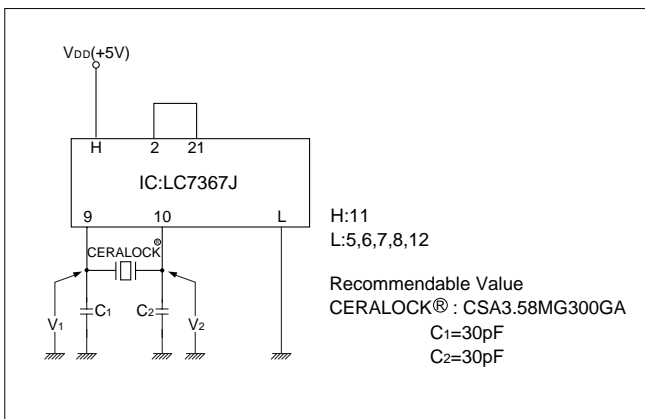 VDD(+5V)
H 2 21
IC:LC7367J
9 10 L
CERALOCK®
V1 C1 C2 V2
H:11
L:5,6,7,8,12
Recommendable Value
CERALOCK® : CSA3.58MG300GA
C1=30pF
C2=30pF